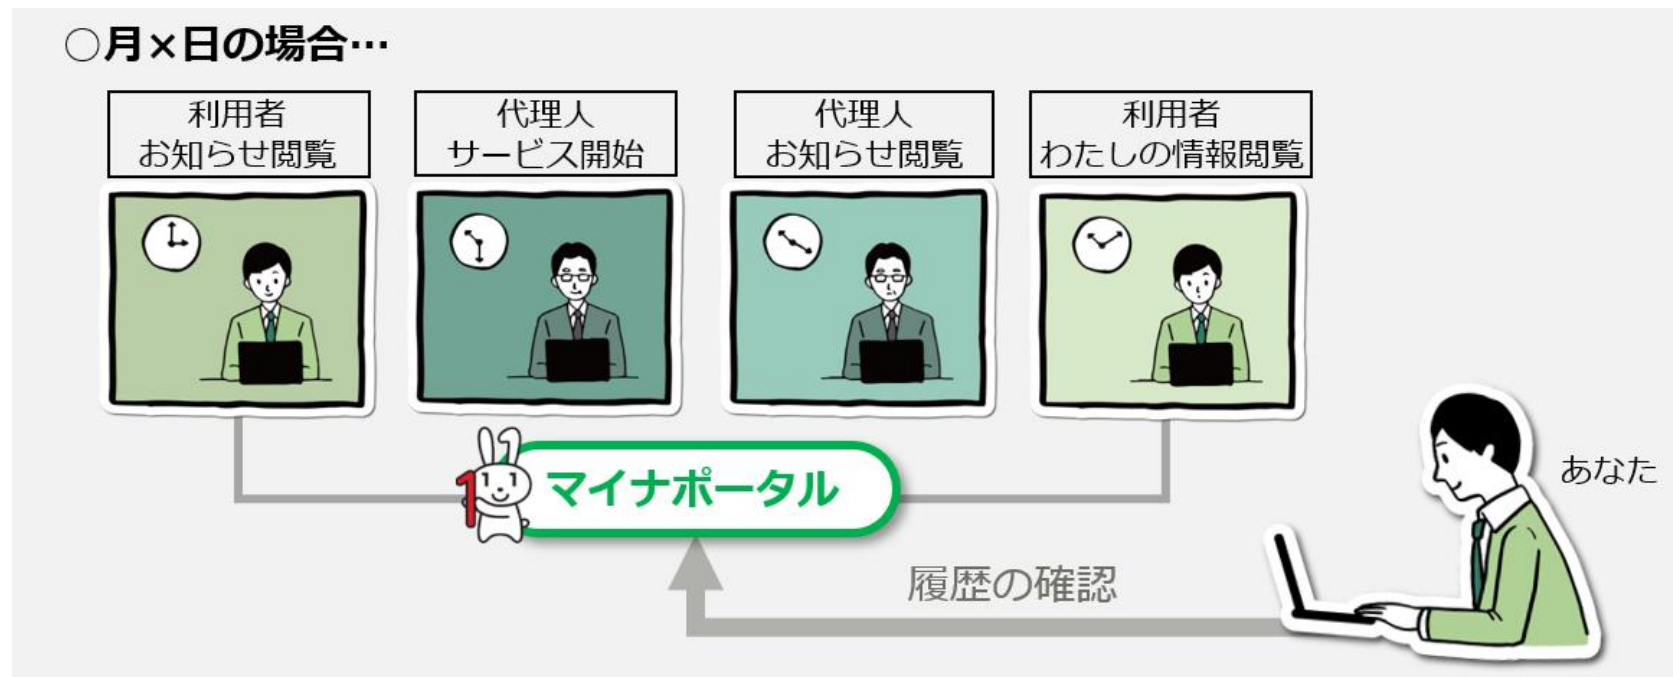 ○月×日の場合…
利用者
お知らせ閲覧
代理人
サービス開始
代理人
お知らせ閲覧
利用者
わたしの情報閲覧
1
マイナポータル
あなた
履歴の確認